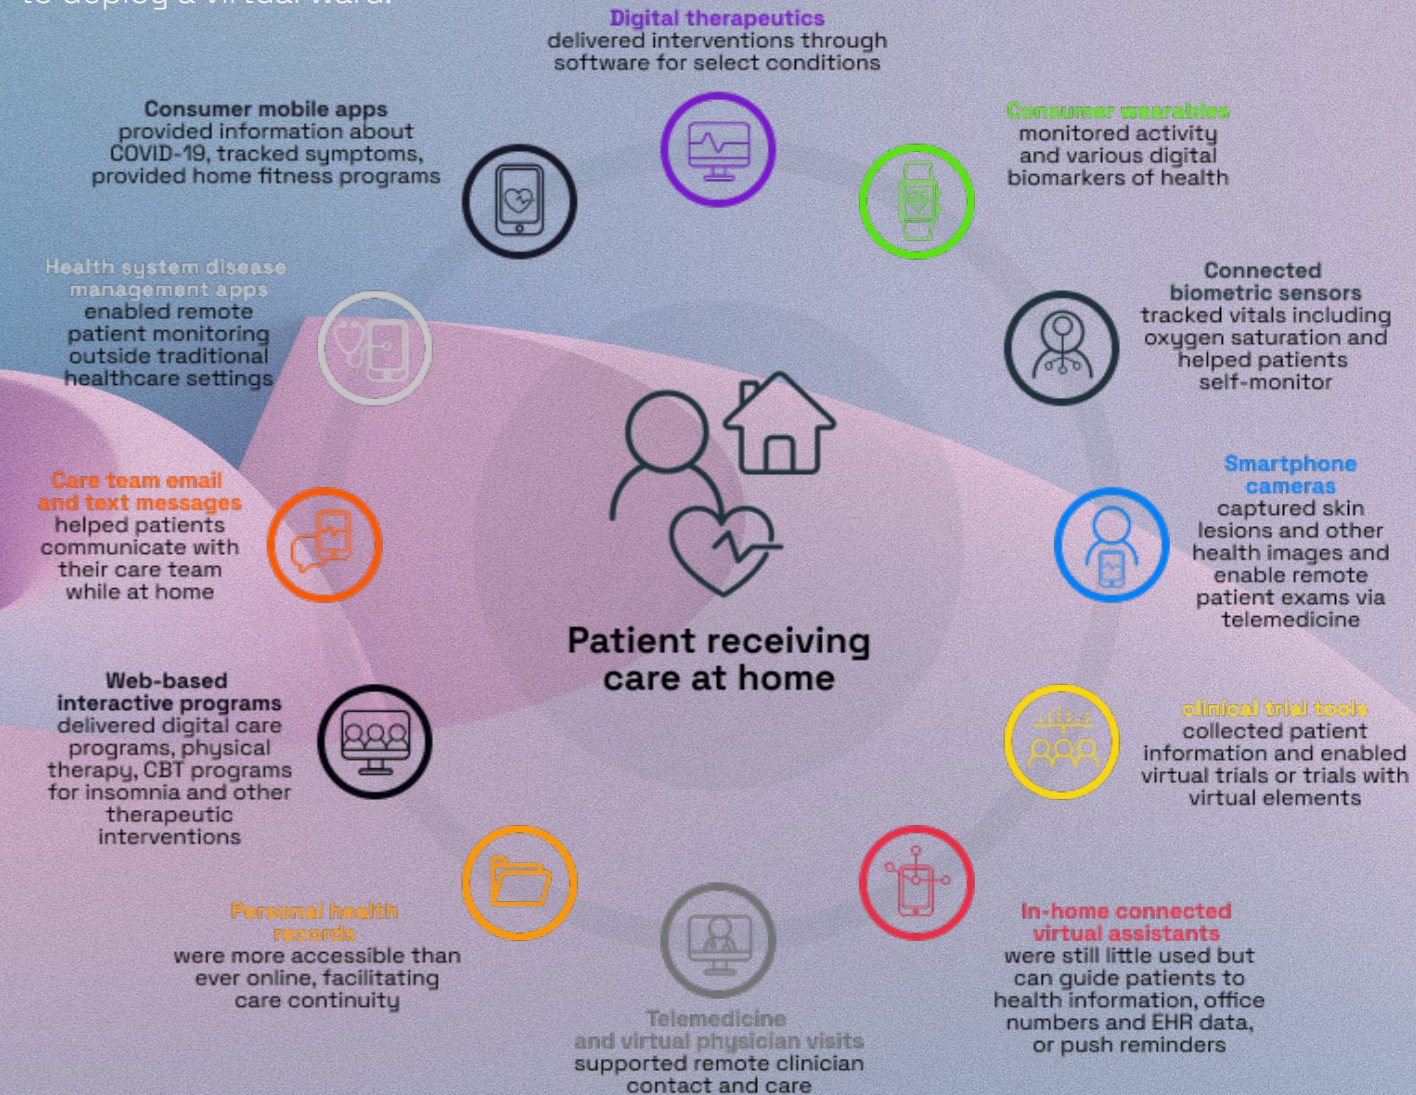 to deploy a virtual ward.
Digital therapeutics
delivered interventions through
software for select conditions
Consumer wearables
monitored activity
and various digital
biomarkers of health
Connected
biometric sensors
tracked vitals including
oxygen saturation and
helped patients
self-monitor
Smartphone
cameras
captured skin
lesions and other
health images and
enable remote
patient exams via
telemedicine
clinical trial tools
collected patient
information and enabled
virtual trials or trials with
virtual elements
In-home connected
virtual assistants
were still little used but
can guide patients to
health information, office
numbers and EHR data,
or push reminders
Telemedicine
and virtual physician visits
supported remote clinician
contact and care
Personal health
records
were more accessible than
ever online, facilitating
care continuity
Web-based
interactive programs
delivered digital care
programs, physical
therapy, CBT programs
for insomnia and other
therapeutic
interventions
Care team email
and text messages
helped patients
communicate with
their care team
while at home
Health system disease
management apps
enabled remote
patient monitoring
outside traditional
healthcare settings
Consumer mobile apps
provided information about
COVID-19, tracked symptoms,
provided home fitness programs
Patient receiving
care at home